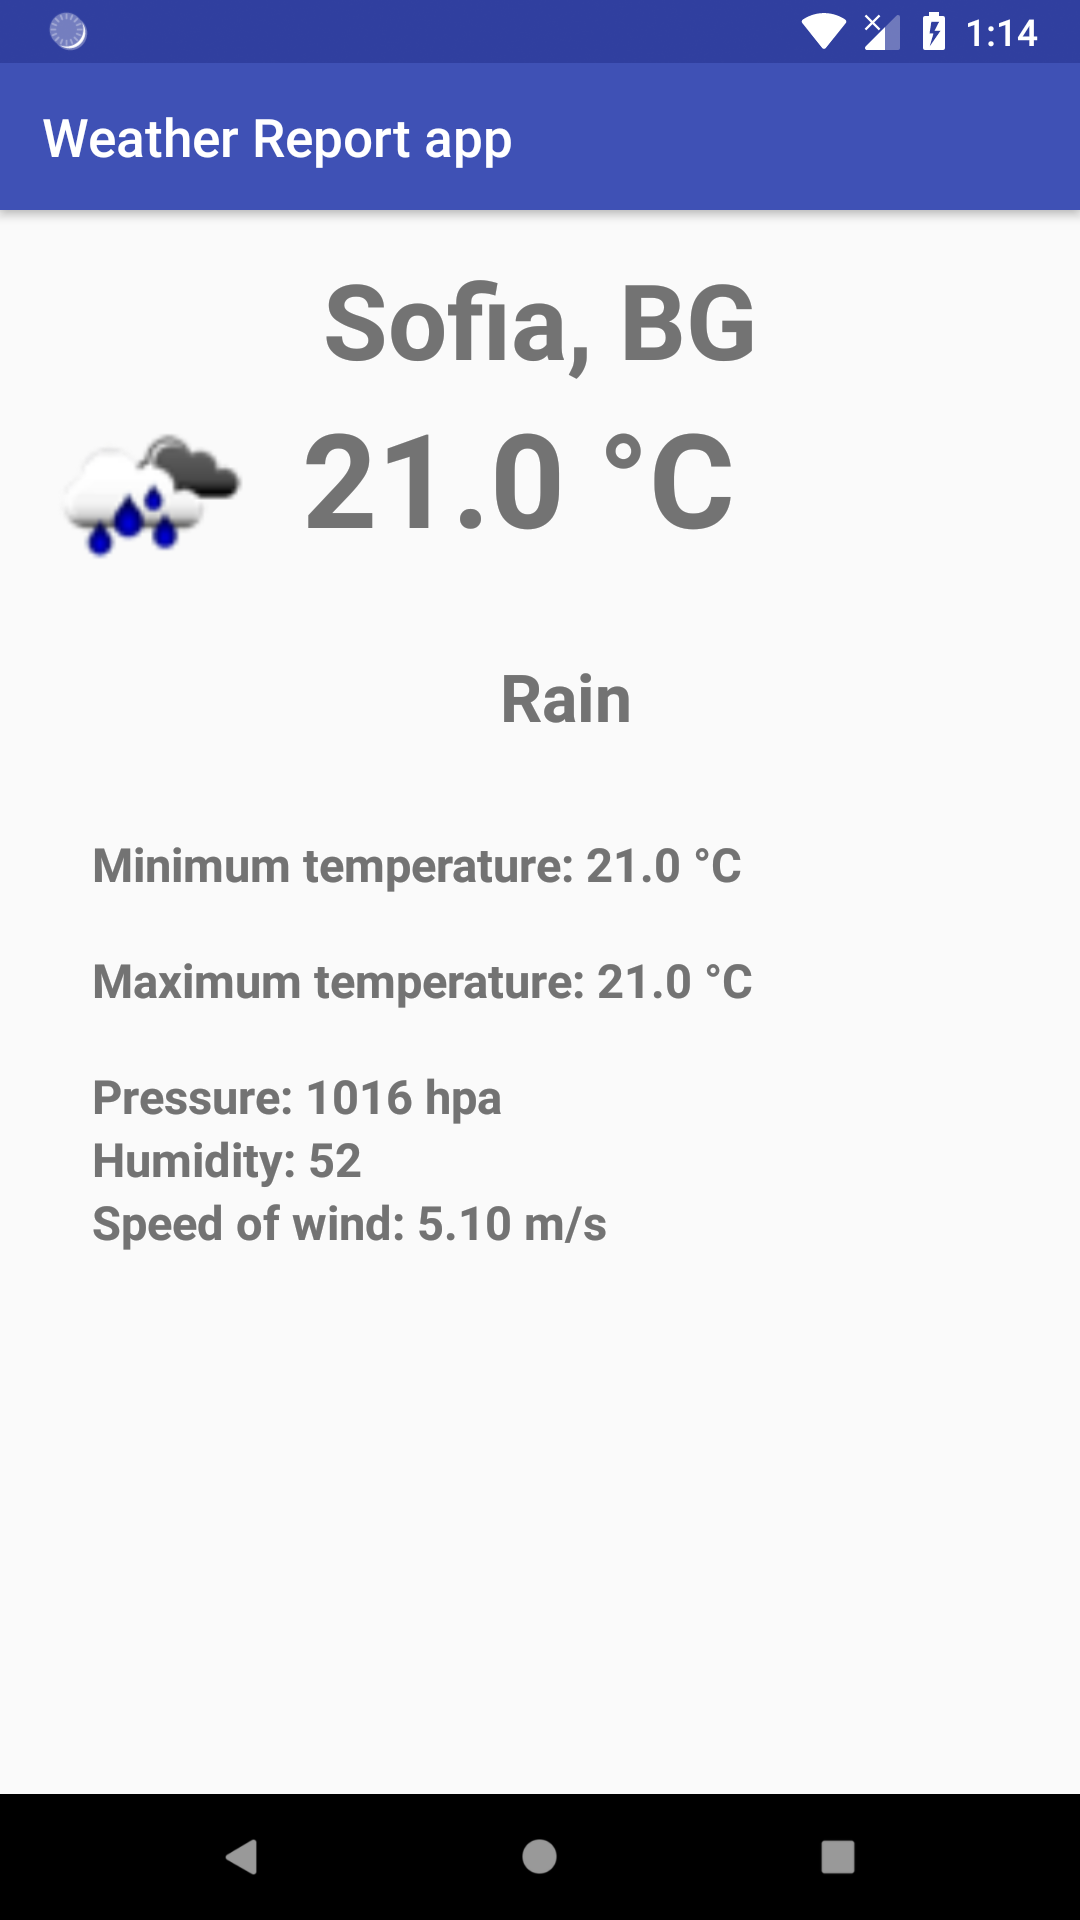 1:14
Weather Report app
Sofia, BG
21.0 °C
Rain
Minimum temperature: 21.0 °C
Maximum temperature: 21.0 °C
Pressure: 1016 hpa
Humidity: 52
Speed of wind: 5.10 m/s